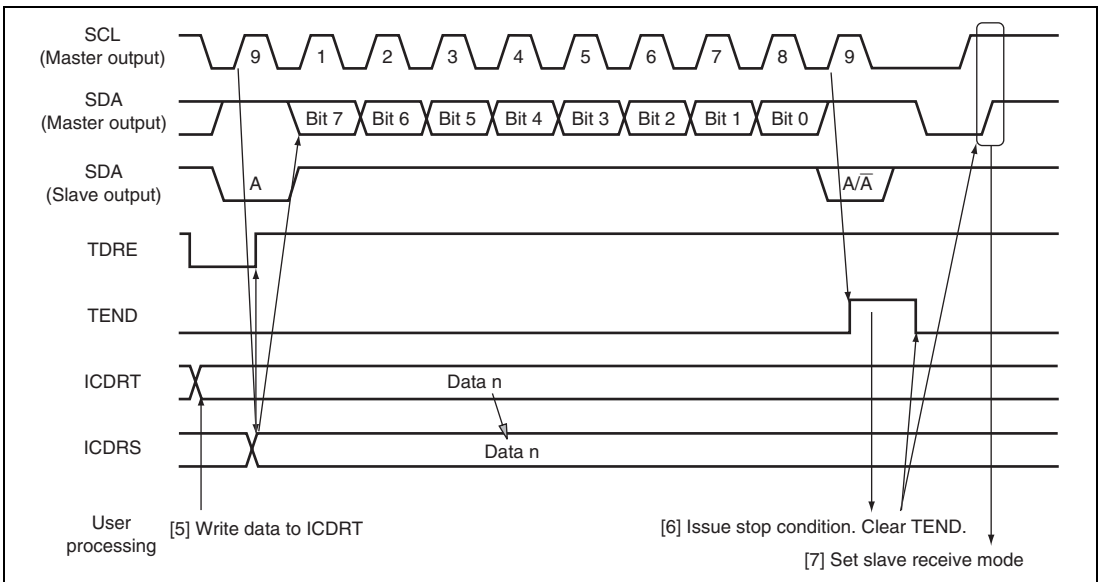 SCL
(Master output)
9 1 2 3 4 5 6 7 8 9
SDA
(Master output)
Bit 7 Bit 6 Bit 5 Bit 4 Bit 3 Bit 2 Bit 1 Bit 0
SDA
(Slave output)
A A/A̅
TDRE
TEND
ICDRT
Data n
ICDRS
Data n
User
processing
[5] Write data to ICDRT
[6] Issue stop condition. Clear TEND.
[7] Set slave receive mode